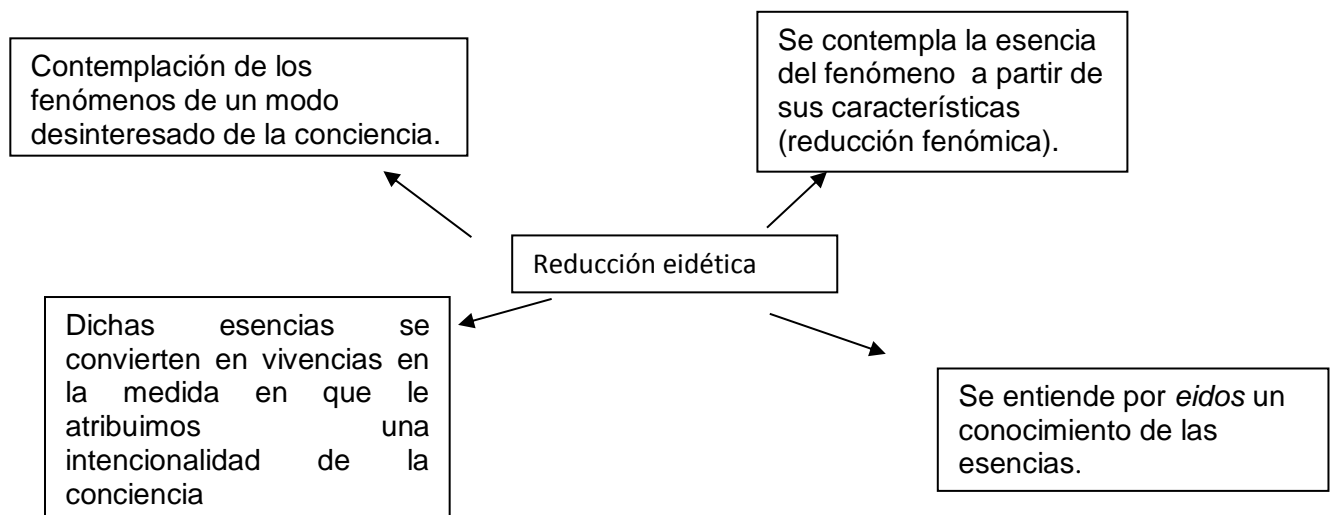 Contemplación de los
fenómenos de un modo
desinteresado de la conciencia.
Se contempla la esencia
del fenómeno a partir de
sus características
(reducción fenómica).
Reducción eidética
Dichas esencias se
convierten en vivencias en
la medida en que le
atribuimos una
intencionalidad de la
conciencia
Se entiende por eidos un
conocimiento de las
esencias.